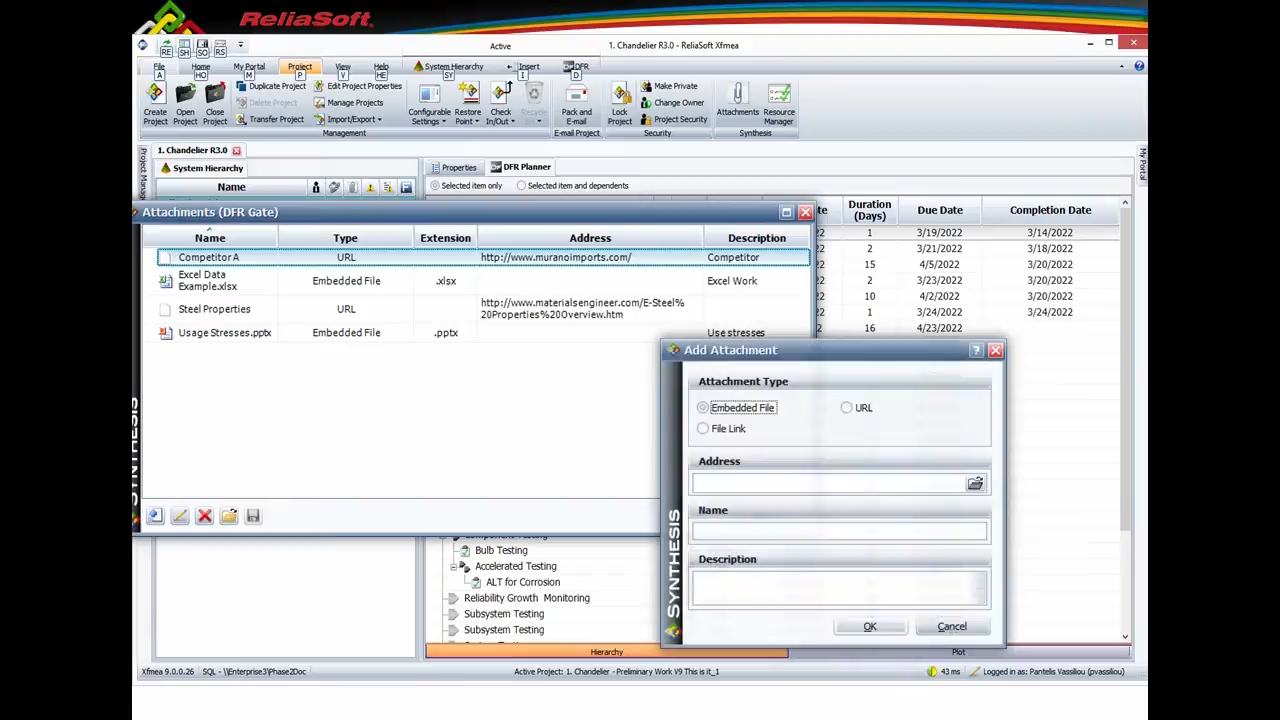 ReliaSoft
RE SH SO RS
Active
1. Chandelier R3.0 - ReliaSoft Xfmea
File Home My Portal Project View Help System Hierarchy Insert DFR
A HO M P V HE SY I D
Create Project
Open Project
Close Project
Duplicate Project
Delete Project
Transfer Project
Edit Project Properties
Manage Projects
Import/Export
Management
Configurable Settings
Restore Point
Check In/Out
Recycle Bin
Pack and E-mail
E-mail Project
Lock Project
Make Private
Change Owner
Project Security
Security
Attachments
Resource Manager
Synthesis
1. Chandelier R3.0
System Hierarchy
Name
Properties DFR Planner
Selected item only Selected item and dependents
My Portal
Attachments (DFR Gate)
Name Type Extension Address Description
Competitor A URL http://www.muranoimports.com/ Competitor
Excel Data Example.xlsx Embedded File .xlsx Excel Work
Steel Properties URL http://www.materialsengineer.com/E-Steel%20Properties%20Overview.htm
Usage Stresses.pptx Embedded File .pptx Use stresses
Duration (Days) Due Date Completion Date
1 3/19/2022 3/14/2022
2 3/21/2022 3/18/2022
15 4/5/2022 3/20/2022
2 3/23/2022 3/20/2022
10 4/2/2022 3/20/2022
1 3/24/2022 3/24/2022
16 4/23/2022
Add Attachment
Attachment Type
Embedded File URL
File Link
Address
Name
Description
OK Cancel
SYNTHESIS
Bulb Testing
Accelerated Testing
ALT for Corrosion
Reliability Growth Monitoring
Subsystem Testing
Subsystem Testing
Hierarchy Plot
Xfmea 9.0.0.26 SQL - \\Enterprise3\Phase2Doc Active Project: 1. Chandelier - Preliminary Work V9 This is it_1 43 ms Logged in as: Pantelis Vassiliou (pvassiliou)